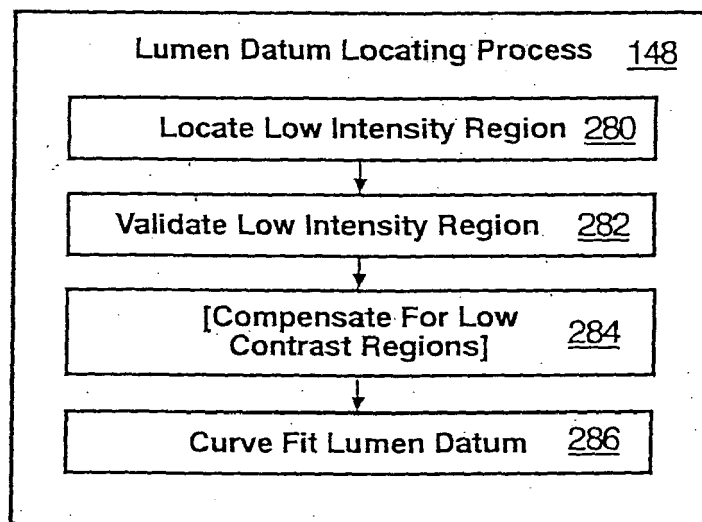 Lumen Datum Locating Process 148
Locate Low Intensity Region 280
Validate Low Intensity Region 282
[Compensate For Low
Contrast Regions] 284
Curve Fit Lumen Datum 286